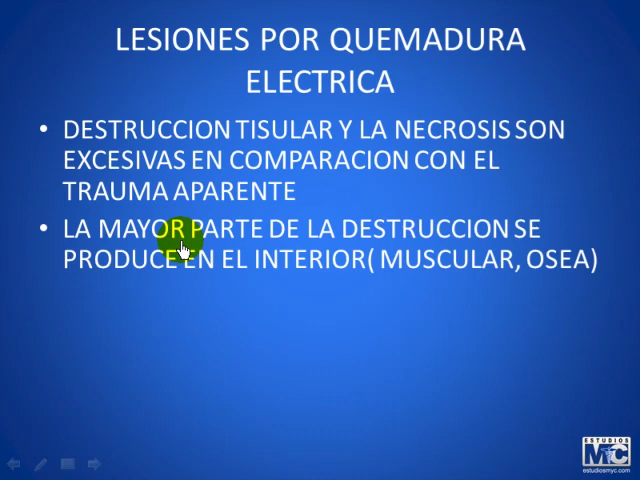 LESIONES POR QUEMADURA
ELECTRICA
• DESTRUCCION TISULAR Y LA NECROSIS SON
EXCESIVAS EN COMPARACION CON EL
TRAUMA APARENTE
• LA MAYOR PARTE DE LA DESTRUCCION SE
PRODUCE EN EL INTERIOR( MUSCULAR, OSEA)
ESTUDIOS
MyC
estudiosmyc.com